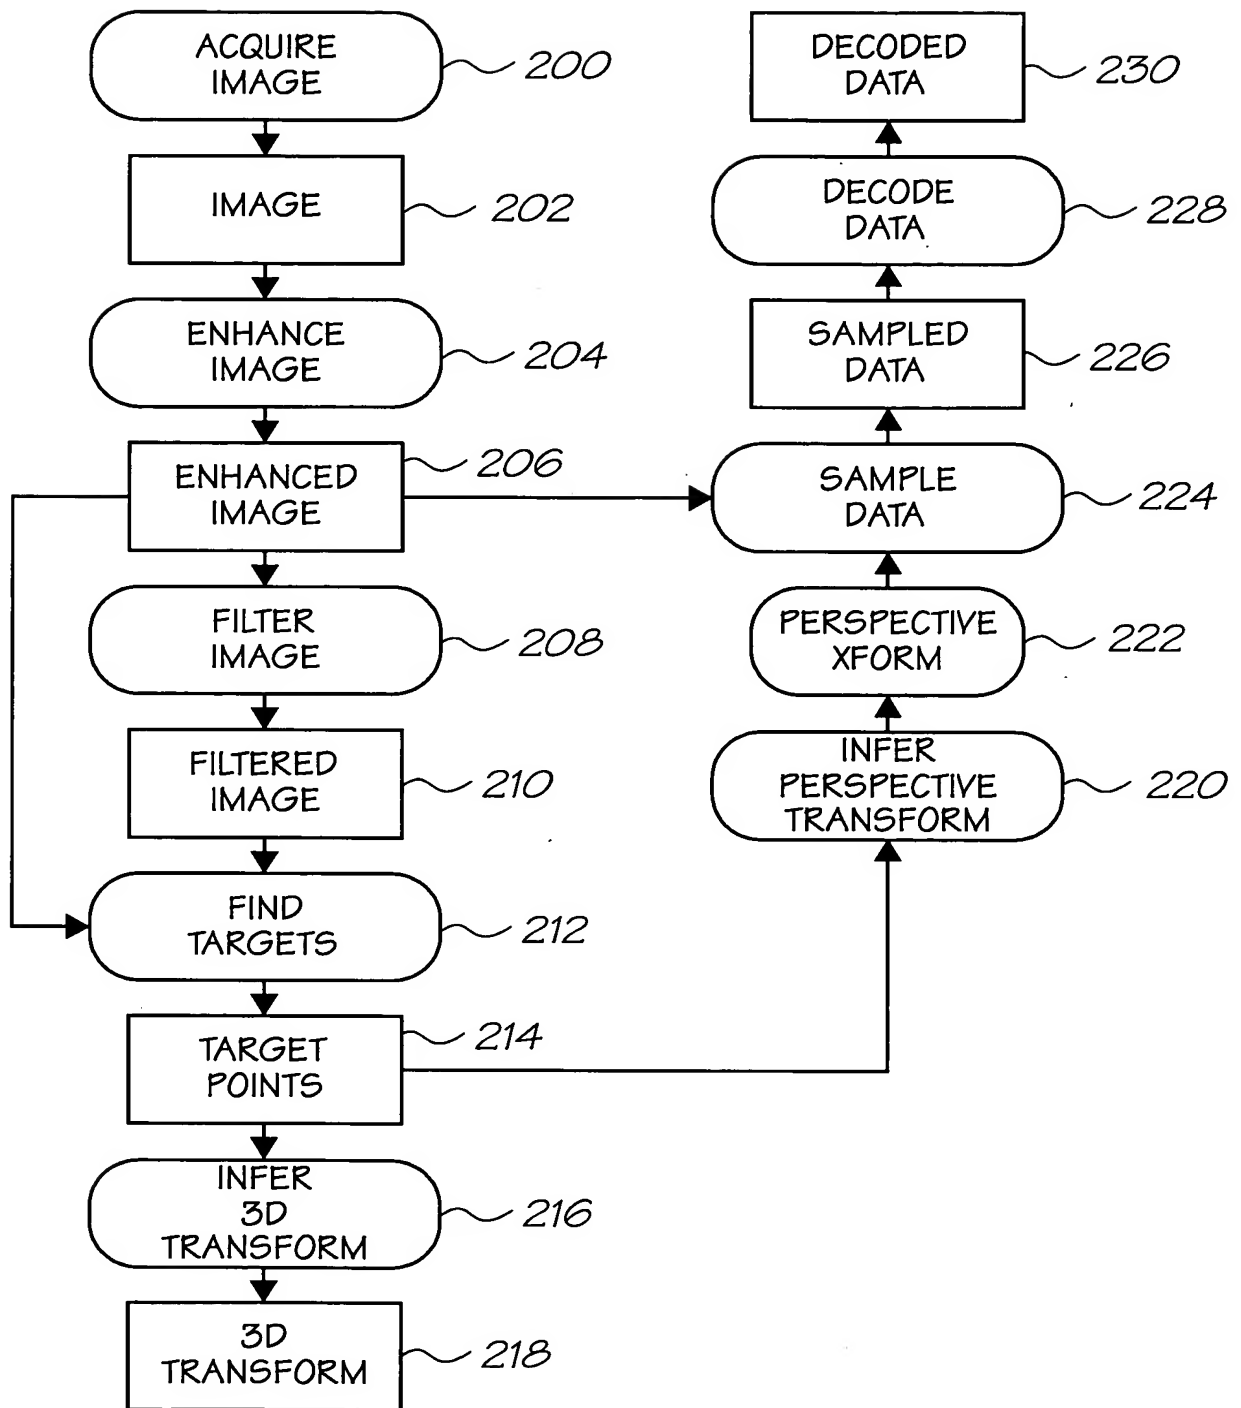 ACQUIRE
IMAGE
200
IMAGE
202
ENHANCE
IMAGE
204
ENHANCED
IMAGE
206
FILTER
IMAGE
208
FILTERED
IMAGE
210
FIND
TARGETS
212
TARGET
POINTS
214
INFER
3D
TRANSFORM
216
3D
TRANSFORM
218
DECODED
DATA
230
DECODE
DATA
228
SAMPLED
DATA
226
SAMPLE
DATA
224
PERSPECTIVE
XFORM
222
INFER
PERSPECTIVE
TRANSFORM
220